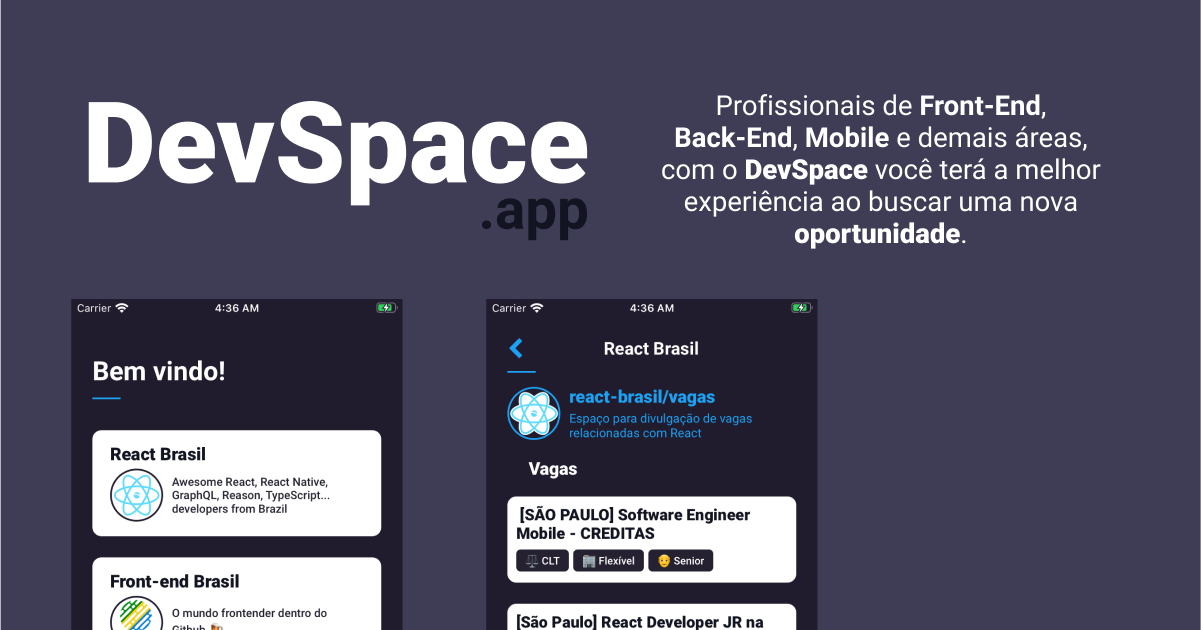 DevSpace
.app
Profissionais de Front-End,
Back-End, Mobile e demais áreas,
com o DevSpace você terá a melhor
experiência ao buscar uma nova
oportunidade.
Carrier
4:36 AM
Bem vindo!
React Brasil
Awesome React, React Native,
GraphQL, Reason, TypeScript...
developers from Brazil
Front-end Brasil
O mundo frontender dentro do
Github
Carrier
4:36 AM
React Brasil
react-brasil/vagas
Espaço para divulgação de vagas
relacionadas com React
Vagas
[SÃO PAULO] Software Engineer
Mobile - CREDITAS
CLT
Flexível
Senior
[São Paulo] React Developer JR na